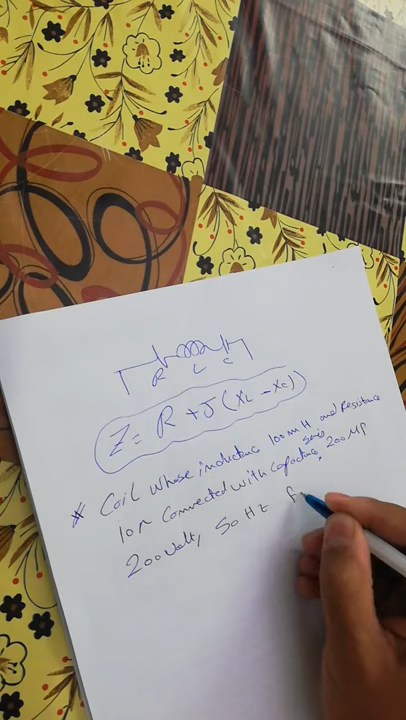 R L C
Z = R + J (XL - XC)
* Coil whose inductance 100 mH and Resistance
10Ω Connected with Capacitance series 200 MF
200 Volt, 50 Hz f